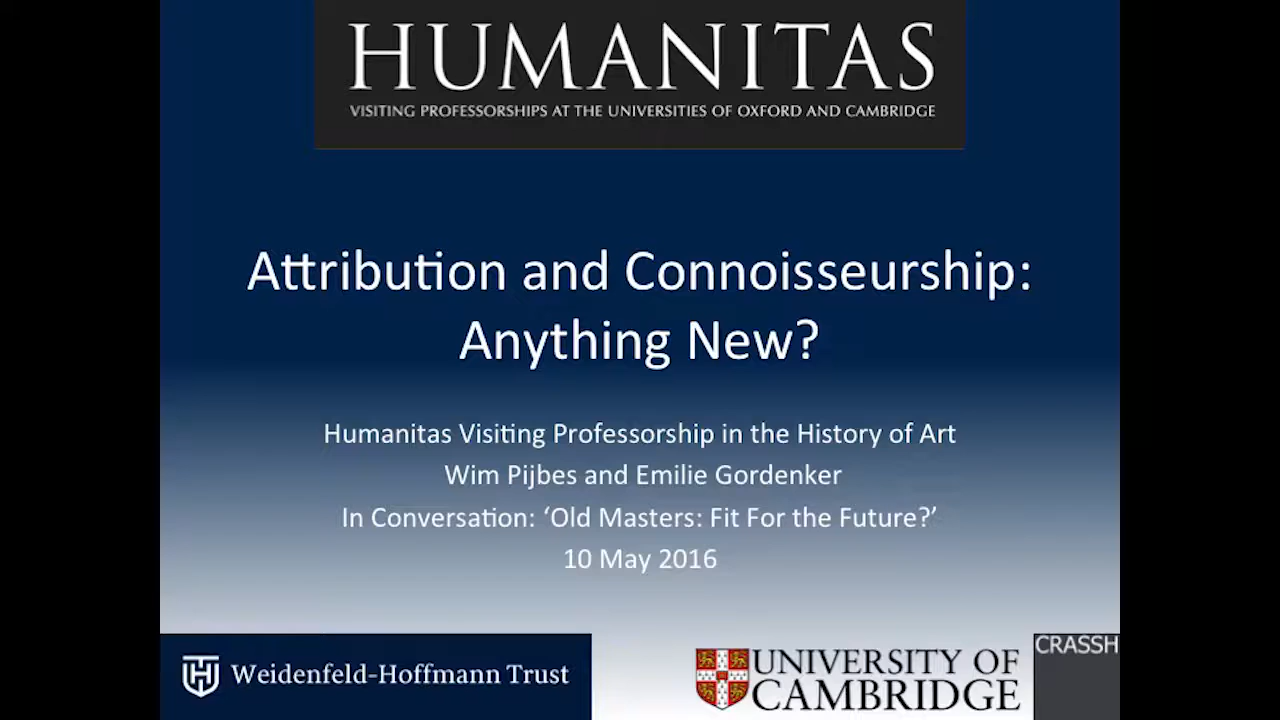 HUMANITAS
VISITING PROFESSORSHIPS AT THE UNIVERSITIES OF OXFORD AND CAMBRIDGE
Attribution and Connoisseurship:
Anything New?
Humanitas Visiting Professorship in the History of Art
Wim Pijbes and Emilie Gordenker
In Conversation: ‘Old Masters: Fit For the Future?’
10 May 2016
Weidenfeld-Hoffmann Trust
UNIVERSITY OF
CAMBRIDGE
CRASSH